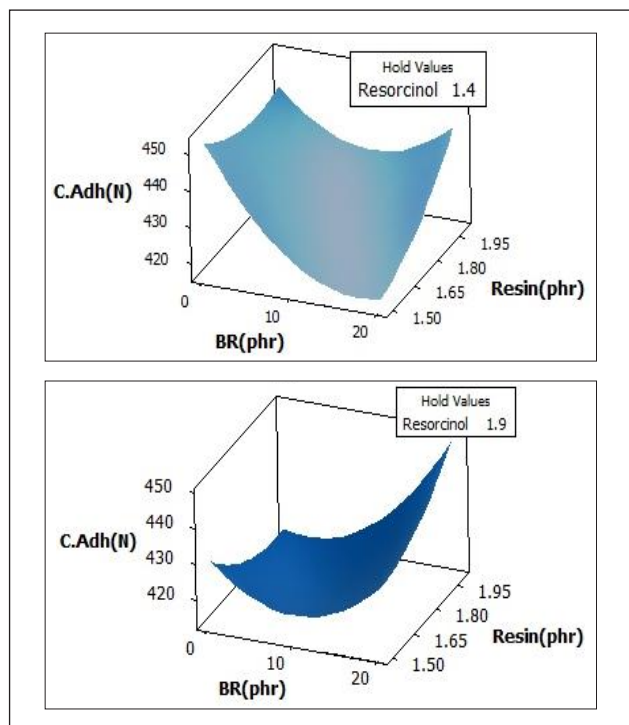 Hold Values
Resorcinol 1.4
450
C.Adh(N)
440
430
420
0
10
20
BR(phr)
1.95
1.80
1.65
1.50
Resin(phr)
Hold Values
Resorcinol 1.9
450
440
C.Adh(N)
430
420
0
10
20
BR(phr)
1.95
1.80
1.65
1.50
Resin(phr)